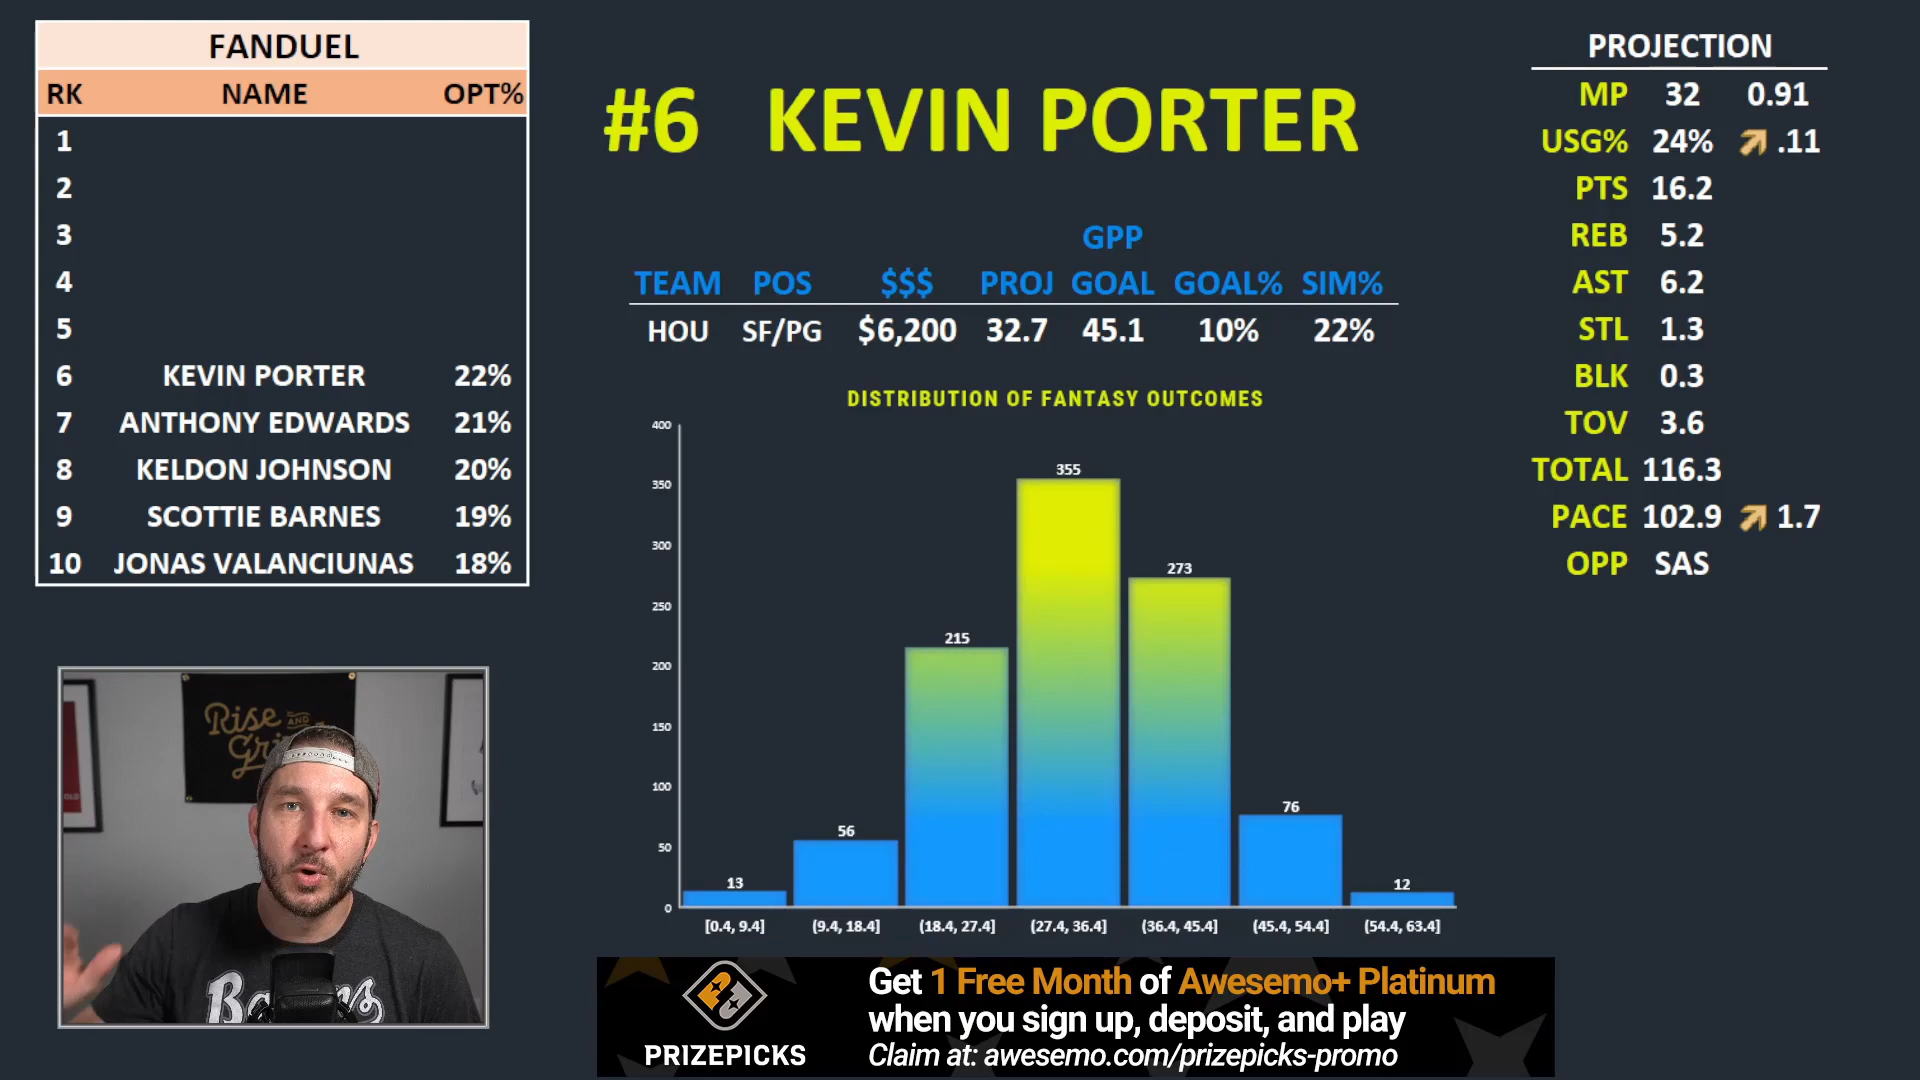 FANDUEL
RK NAME OPT%
1
2
3
4
5
6 KEVIN PORTER 22%
7 ANTHONY EDWARDS 21%
8 KELDON JOHNSON 20%
9 SCOTTIE BARNES 19%
10 JONAS VALANCIUNAS 18%
#6 KEVIN PORTER
GPP
TEAM POS $$$ PROJ GOAL GOAL% SIM%
HOU SF/PG $6,200 32.7 45.1 10% 22%
DISTRIBUTION OF FANTASY OUTCOMES
400
350
300
250
200
150
100
50
0
13
56
215
355
273
76
12
[0.4, 9.4] (9.4, 18.4] (18.4, 27.4] (27.4, 36.4] (36.4, 45.4] (45.4, 54.4] (54.4, 63.4]
PROJECTION
MP 32 0.91
USG% 24% .11
PTS 16.2
REB 5.2
AST 6.2
STL 1.3
BLK 0.3
TOV 3.6
TOTAL 116.3
PACE 102.9 1.7
OPP SAS
Rise AND
PRIZEPICKS
Get 1 Free Month of Awesemo+ Platinum
when you sign up, deposit, and play
Claim at: awesemo.com/prizepicks-promo